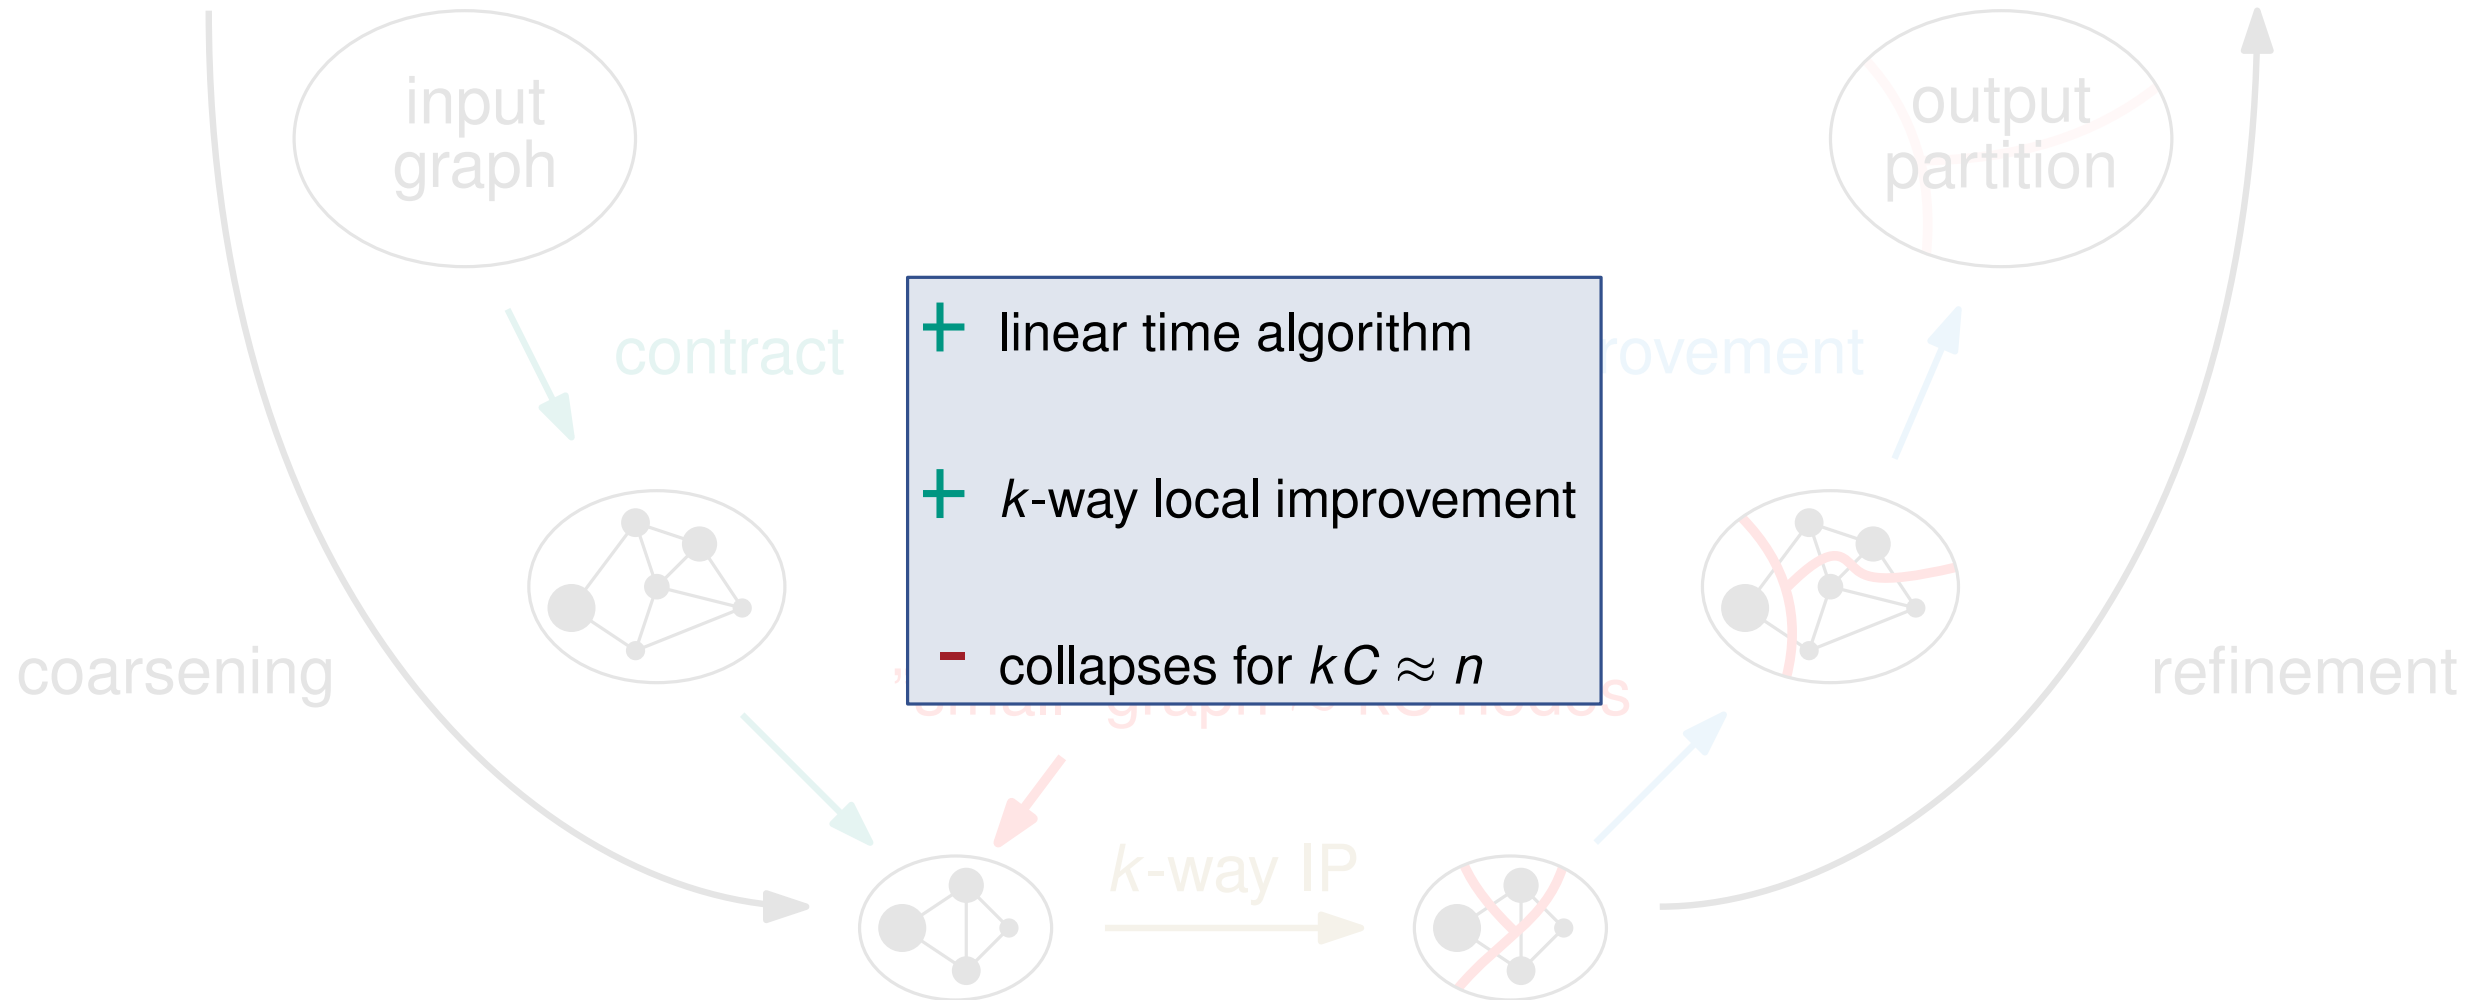 input
graph
output
partition
contract
rovement
+ linear time algorithm
+ k-way local improvement
- collapses for kC ≈ n
coarsening
refinement
nodes
k-way IP